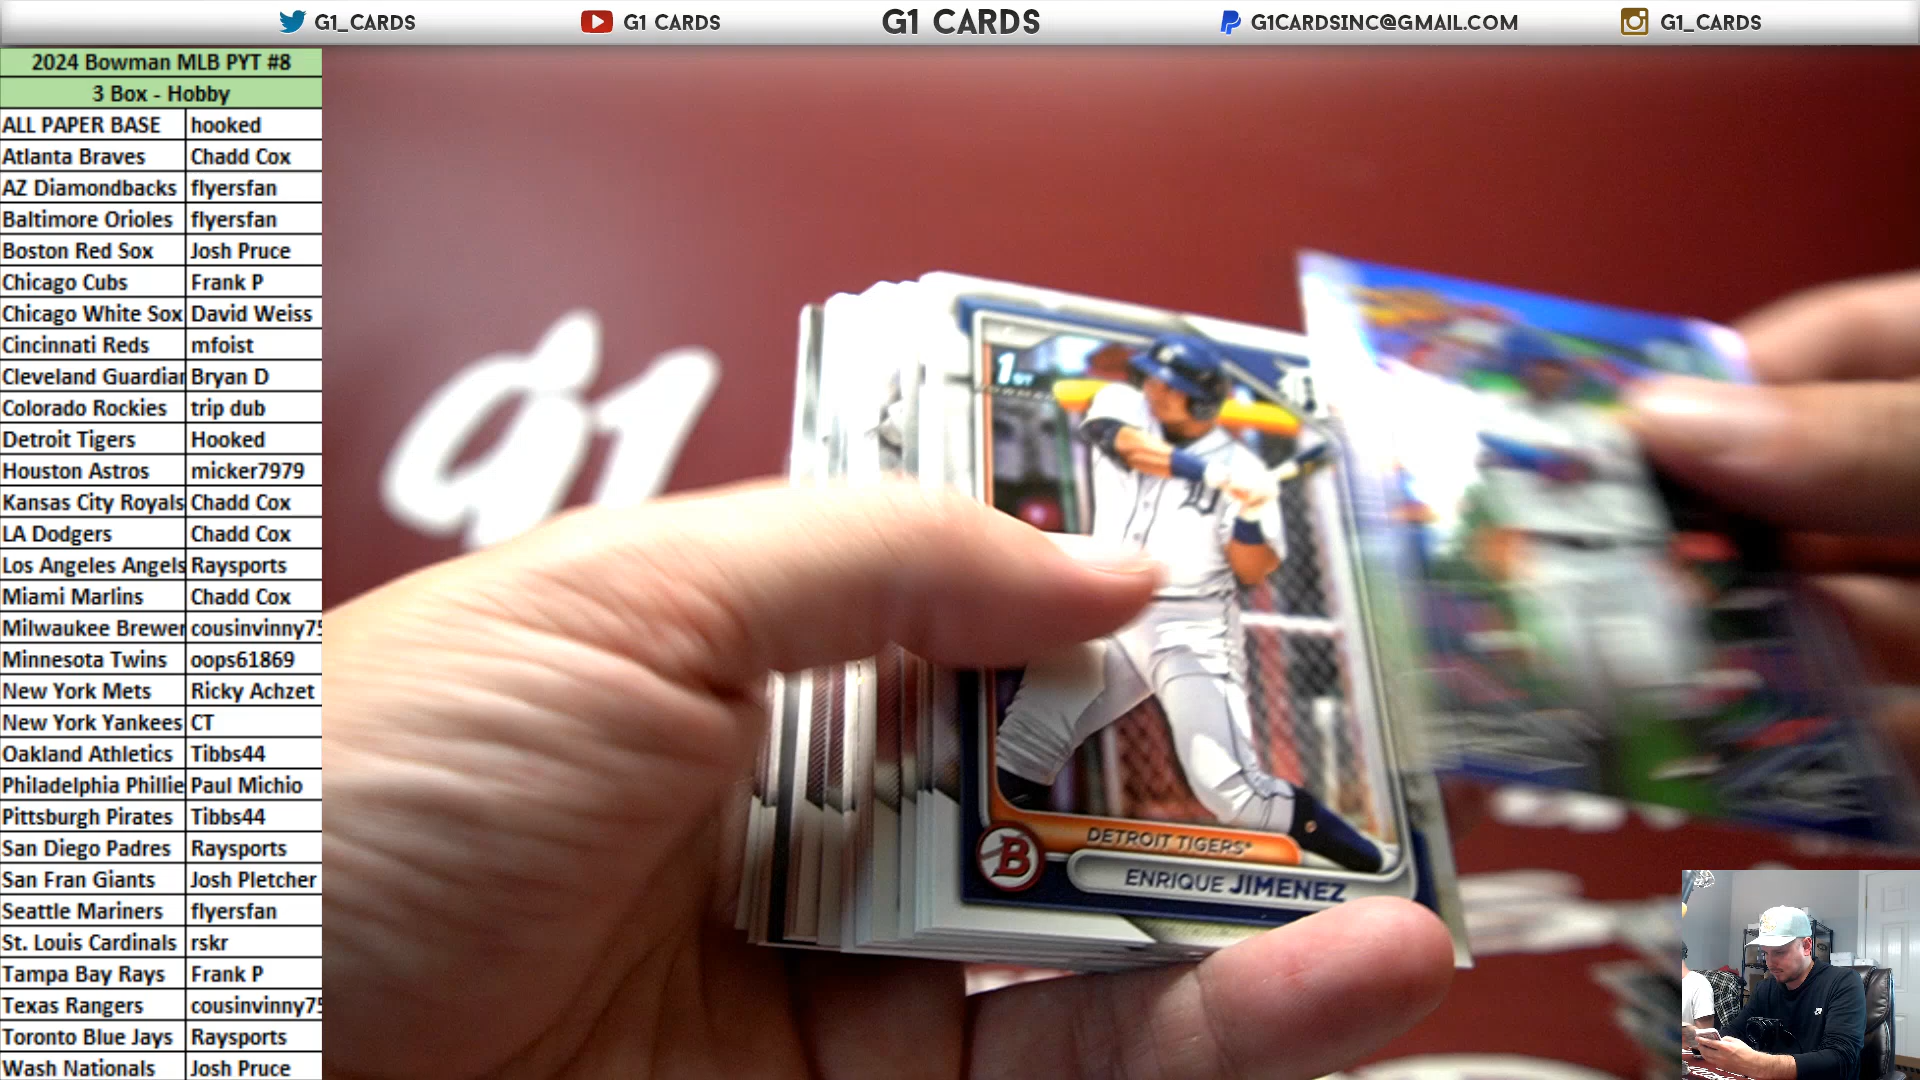 G1_CARDS
G1 CARDS
G1 CARDS
G1CARDSINC@GMAIL.COM
G1_CARDS
2024 Bowman MLB PYT #8
3 Box - Hobby
ALL PAPER BASE hooked
Atlanta Braves Chadd Cox
AZ Diamondbacks flyersfan
Baltimore Orioles flyersfan
Boston Red Sox Josh Pruce
Chicago Cubs Frank P
Chicago White Sox David Weiss
Cincinnati Reds mfoist
Cleveland Guardian Bryan D
Colorado Rockies trip dub
Detroit Tigers Hooked
Houston Astros micker7979
Kansas City Royals Chadd Cox
LA Dodgers Chadd Cox
Los Angeles Angels Raysports
Miami Marlins Chadd Cox
Milwaukee Brewer cousinvinny75
Minnesota Twins oops61869
New York Mets Ricky Achzet
New York Yankees CT
Oakland Athletics Tibbs44
Philadelphia Phillie Paul Michio
Pittsburgh Pirates Tibbs44
San Diego Padres Raysports
San Fran Giants Josh Pletcher
Seattle Mariners flyersfan
St. Louis Cardinals rskr
Tampa Bay Rays Frank P
Texas Rangers cousinvinny75
Toronto Blue Jays Raysports
Wash Nationals Josh Pruce
g1
1ST
D
B
DETROIT TIGERS
ENRIQUE JIMENEZ